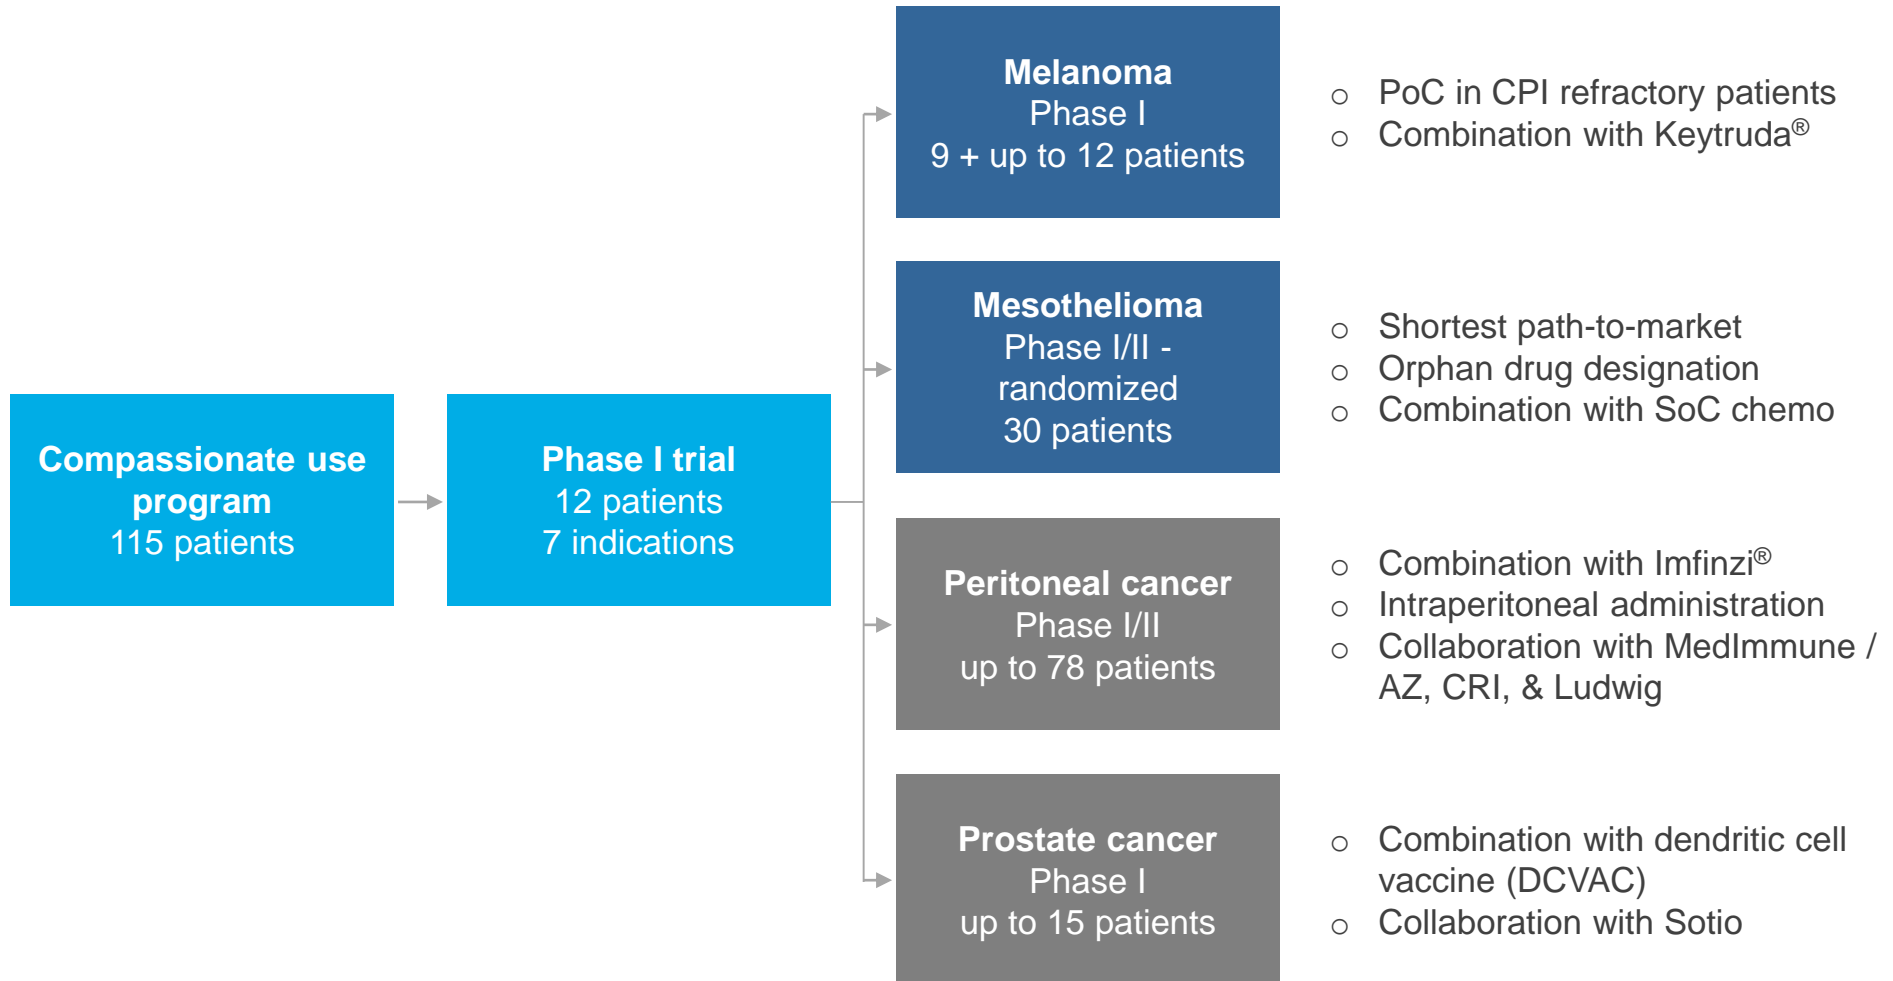 Compassionate use
program
115 patients
Phase I trial
12 patients
7 indications
Melanoma
Phase I
9 + up to 12 patients
○ PoC in CPI refractory patients
○ Combination with Keytruda®
Mesothelioma
Phase I/II -
randomized
30 patients
○ Shortest path-to-market
○ Orphan drug designation
○ Combination with SoC chemo
Peritoneal cancer
Phase I/II
up to 78 patients
○ Combination with Imfinzi®
○ Intraperitoneal administration
○ Collaboration with MedImmune /
AZ, CRI, & Ludwig
Prostate cancer
Phase I
up to 15 patients
○ Combination with dendritic cell
vaccine (DCVAC)
○ Collaboration with Sotio